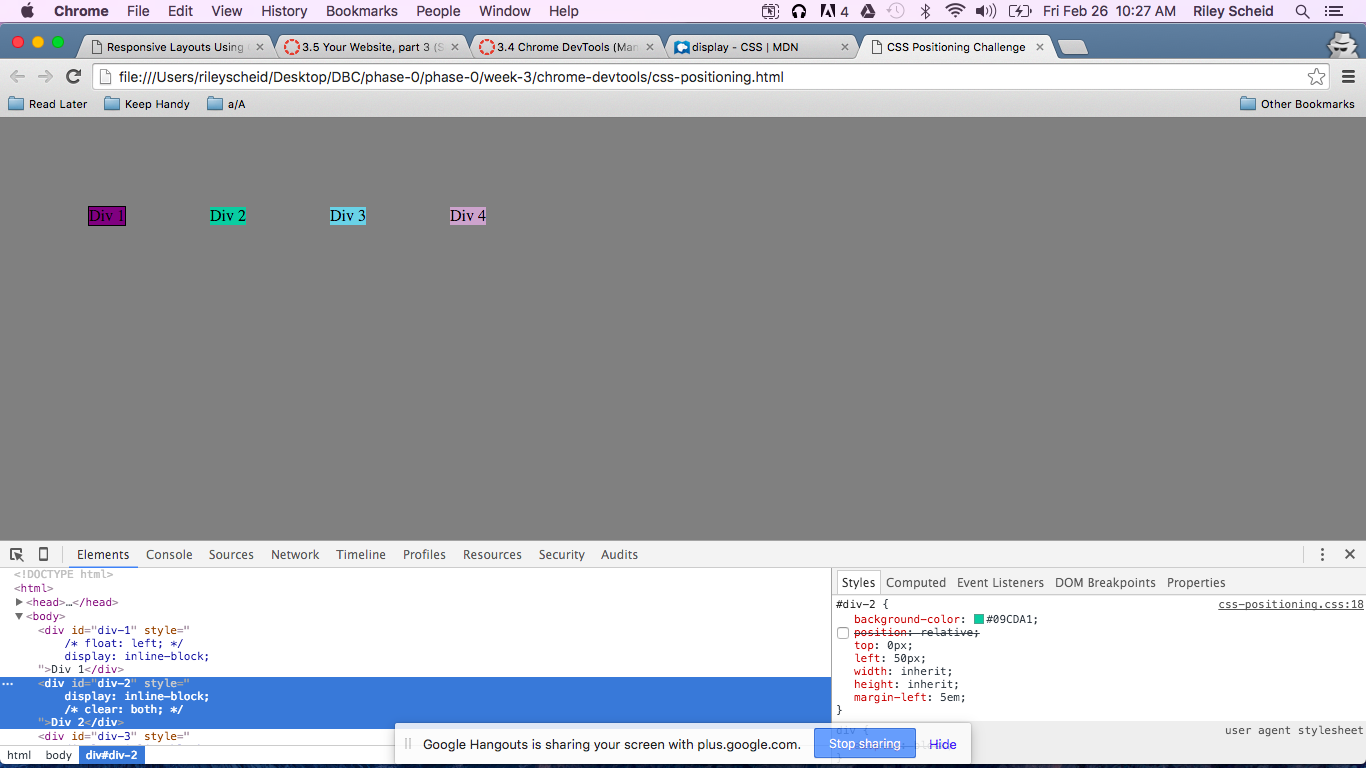 Chrome File Edit View History Bookmarks People Window Help 4 Fri Feb 26 10:27 AM Riley Scheid
Responsive Layouts Using 3.5 Your Website, part 3 (S 3.4 Chrome DevTools (Man display - CSS | MDN CSS Positioning Challenge
file:///Users/rileyscheid/Desktop/DBC/phase-0/phase-0/week-3/chrome-devtools/css-positioning.html
Read Later Keep Handy a/A Other Bookmarks
Div 1 Div 2 Div 3 Div 4
Elements Console Sources Network Timeline Profiles Resources Security Audits
<!DOCTYPE html>
<html>
<head>…</head>
<body>
<div id="div-1" style="
/* float: left; */
display: inline-block;
">Div 1</div>
<div id="div-2" style="
display: inline-block;
/* clear: both; */
">Div 2</div>
<div id="div-3" style="
html body div#div-2
Styles Computed Event Listeners DOM Breakpoints Properties
#div-2 { css-positioning.css:18
background-color: #09CDA1;
position: relative;
top: 0px;
left: 50px;
width: inherit;
height: inherit;
margin-left: 5em;
}
div { user agent stylesheet
Google Hangouts is sharing your screen with plus.google.com. Stop sharing Hide